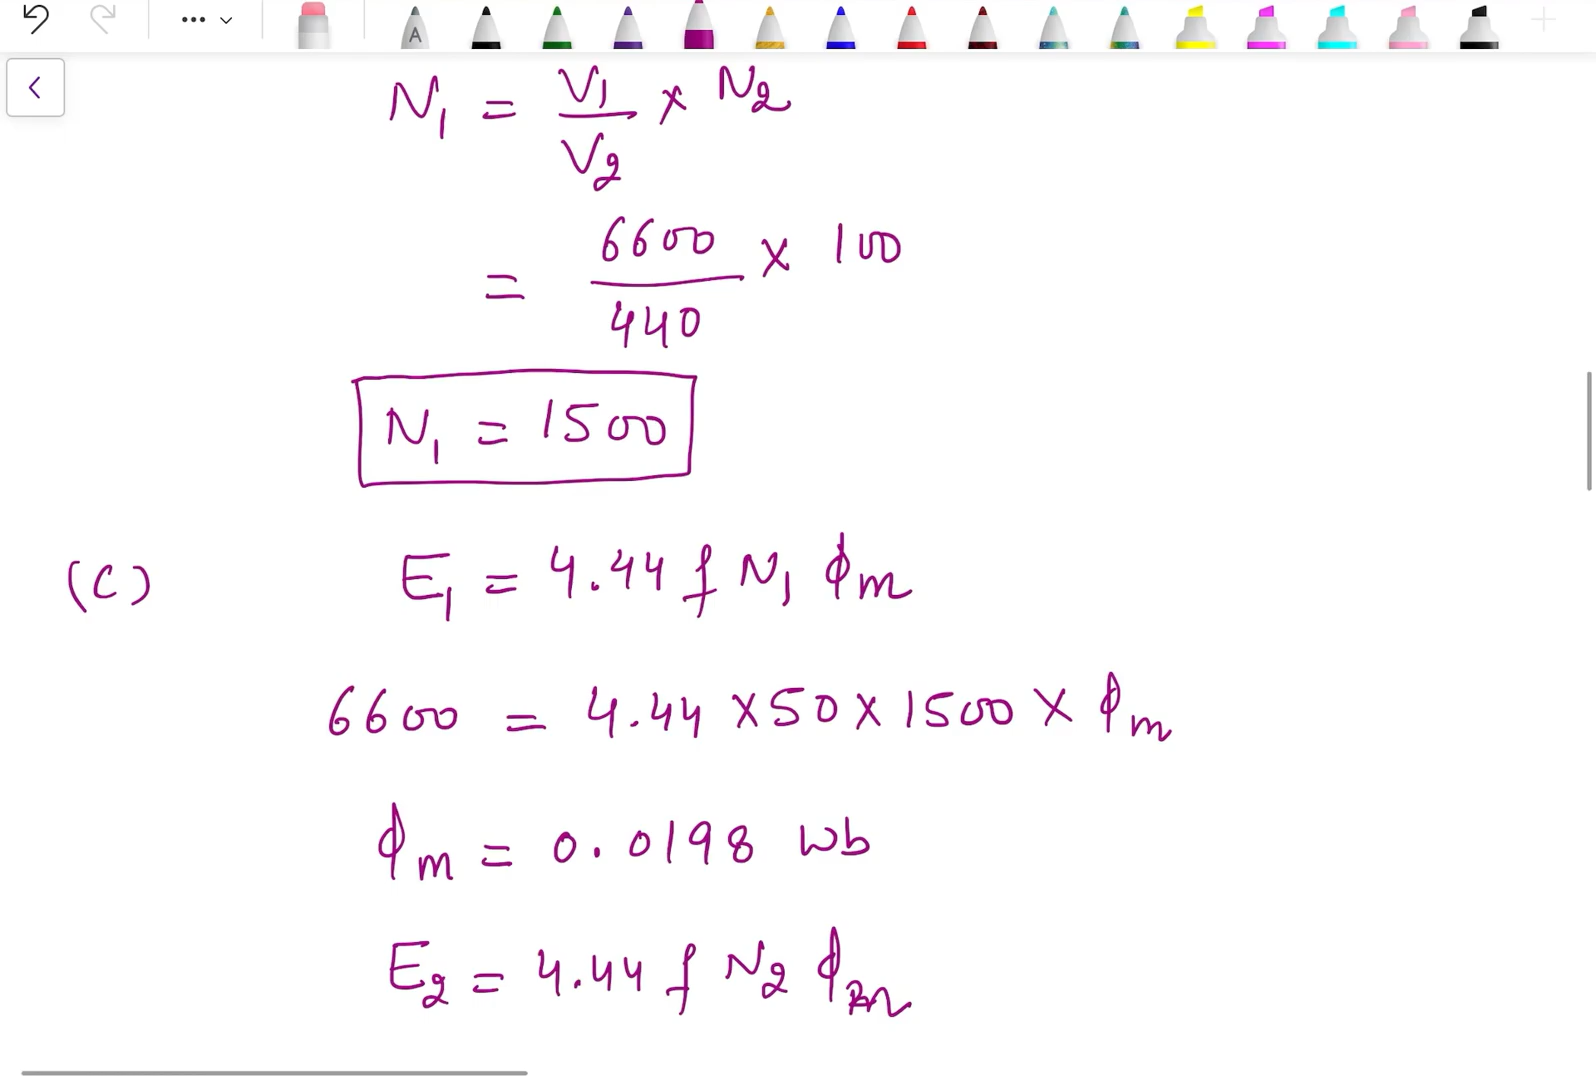 A
N₁ = V₁/V₂ × N₂
= 6600/440 × 100
N₁ = 1500
(C) E₁ = 4.44 f N₁ ϕm
6600 = 4.44 × 50 × 1500 × ϕm
ϕm = 0.0198 wb
E₂ = 4.44 f N₂ ϕm